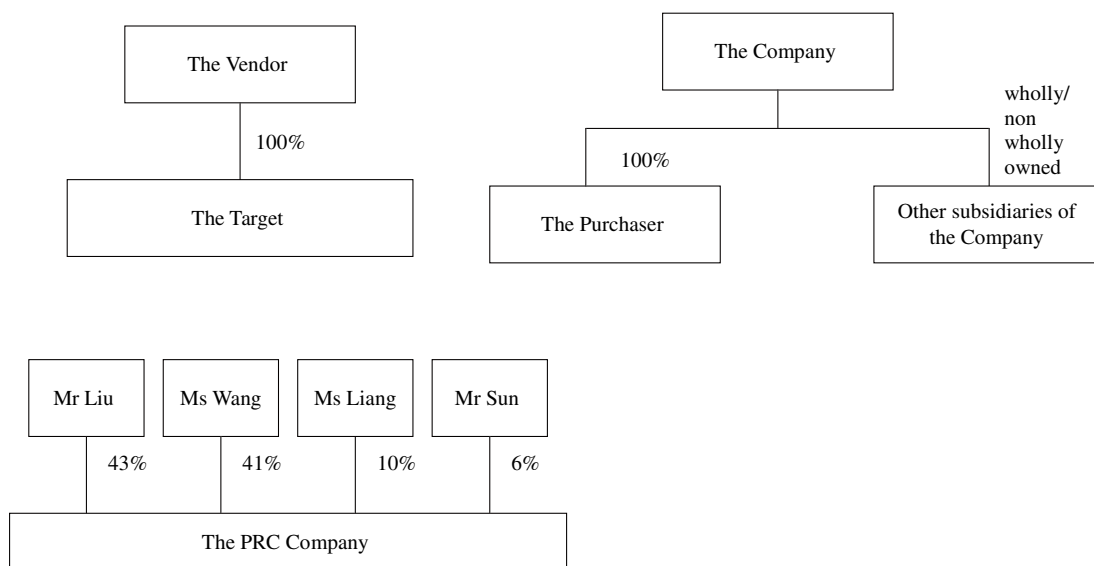 The Vendor
100%
The Target
The Company
wholly/
non
wholly
owned
100%
The Purchaser
Other subsidiaries of
the Company
Mr Liu
Ms Wang
Ms Liang
Mr Sun
43%
41%
10%
6%
The PRC Company